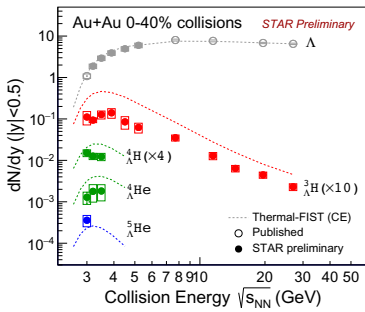 Au+Au 0-40% collisions
STAR Preliminary
dN/dy (|y|<0.5)
10
1
10⁻¹
10⁻²
10⁻³
10⁻⁴
Λ
⁴ΛH(×4)
⁴ΛHe
⁵ΛHe
³ΛH(×10)
Thermal-FIST (CE)
Published
STAR preliminary
3 4 5 6 7 10 20 30 40 50
Collision Energy √sNN (GeV)